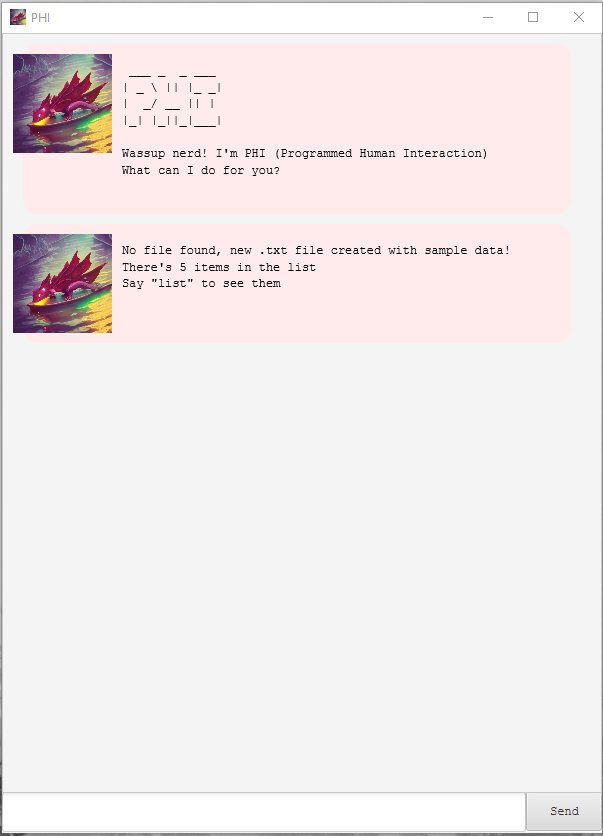 PHI
 ___ _  _ ___
| _ \ || |_ _|
|  _/ __ || |
|_| |_||_|___|
Wassup nerd! I'm PHI (Programmed Human Interaction)
What can I do for you?
No file found, new .txt file created with sample data!
There's 5 items in the list
Say "list" to see them
Send